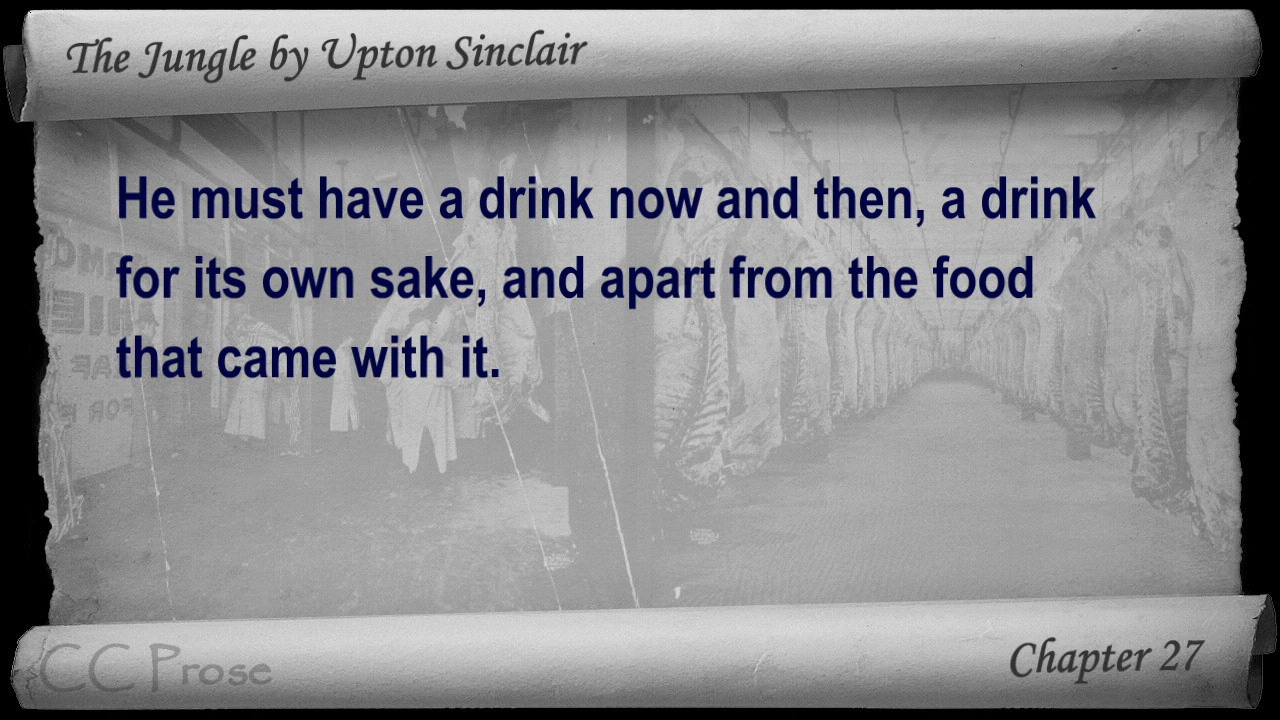 The Jungle by Upton Sinclair
He must have a drink now and then, a drink
for its own sake, and apart from the food
that came with it.
CC Prose
Chapter 27